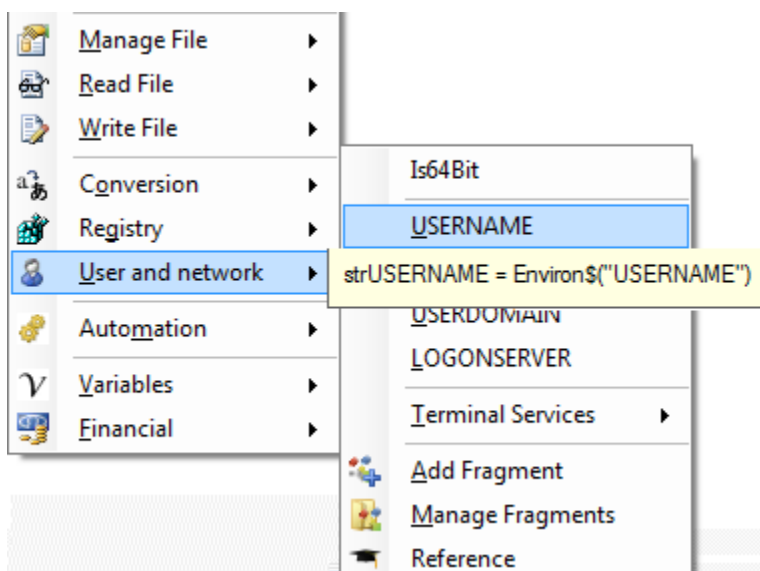 Manage File
Read File
Write File
Conversion
Registry
User and network
Automation
Variables
Financial
Is64Bit
USERNAME
strUSERNAME = Environ$("USERNAME")
USERDOMAIN
LOGONSERVER
Terminal Services
Add Fragment
Manage Fragments
Reference